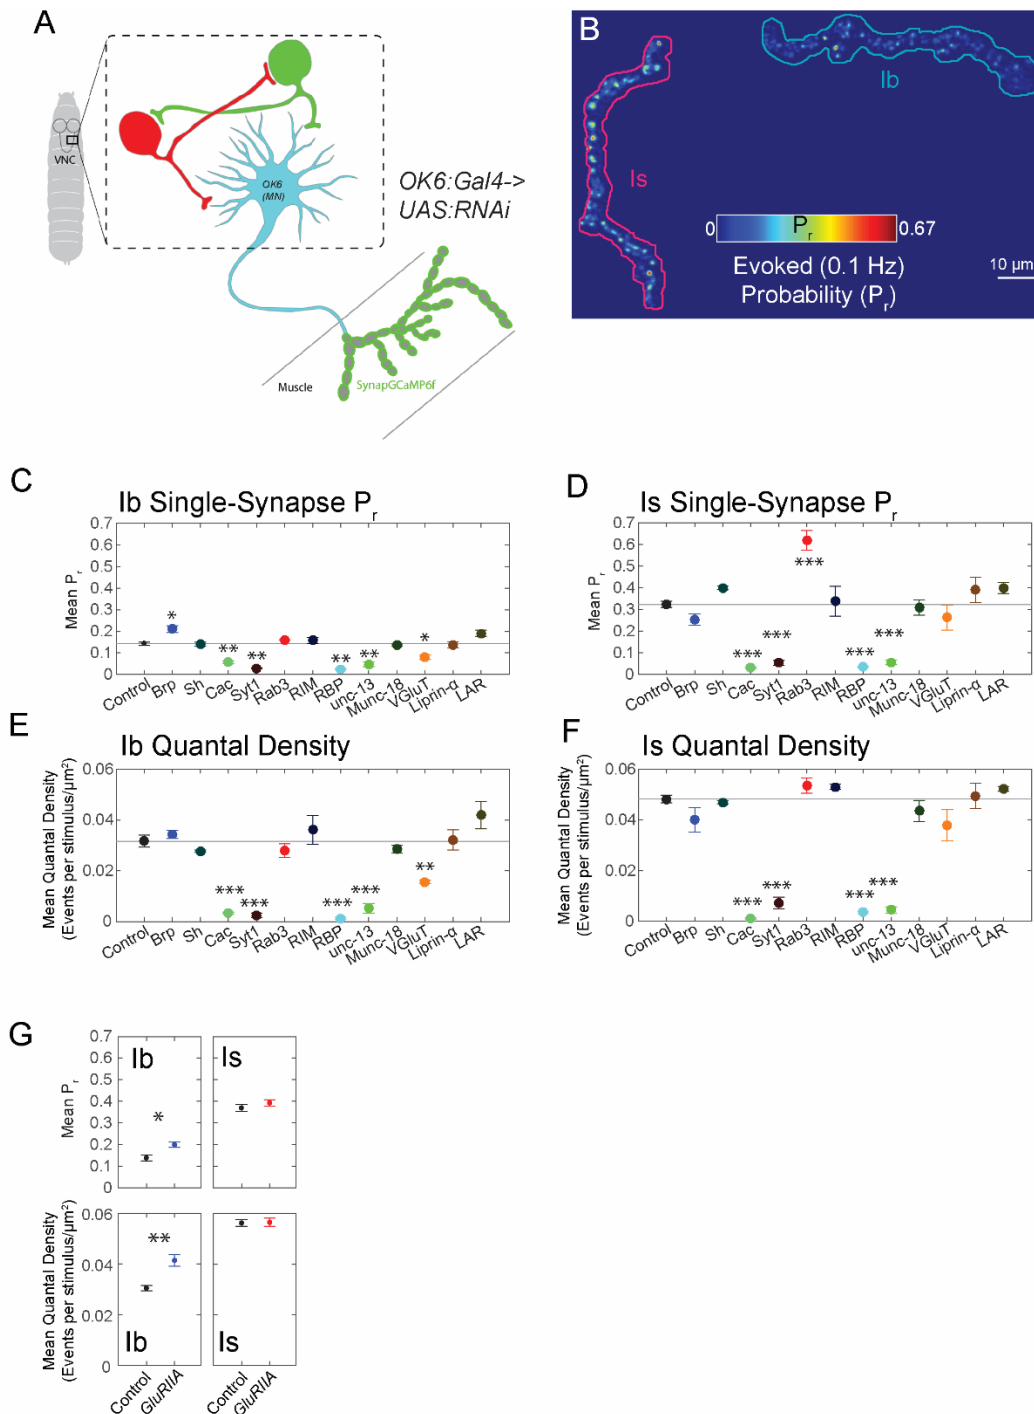 A
VNC
OK6
(MN)
OK6:Gal4->
UAS:RNAi
Muscle
SynapGCaMP6f
B
Ib
Is
0
Pr
0.67
Evoked (0.1 Hz)
Probability (Pr)
10 µm
C
Ib Single-Synapse Pr
Mean Pr
0.7
0.6
0.5
0.4
0.3
0.2
0.1
0
*
**
**
**
**
*
Control
Brp
Sh
Cac
Syt1
Rab3
RIM
RBP
unc-13
Munc-18
VGluT
Liprin-α
LAR
D
Is Single-Synapse Pr
Mean Pr
0.7
0.6
0.5
0.4
0.3
0.2
0.1
0
***
***
***
***
***
Control
Brp
Sh
Cac
Syt1
Rab3
RIM
RBP
unc-13
Munc-18
VGluT
Liprin-α
LAR
E
Ib Quantal Density
Mean Quantal Density
(Events per stimulus/µm²)
0.06
0.04
0.02
0
***
***
***
***
**
Control
Brp
Sh
Cac
Syt1
Rab3
RIM
RBP
unc-13
Munc-18
VGluT
Liprin-α
LAR
F
Is Quantal Density
Mean Quantal Density
(Events per stimulus/µm²)
0.06
0.04
0.02
0
***
***
***
***
Control
Brp
Sh
Cac
Syt1
Rab3
RIM
RBP
unc-13
Munc-18
VGluT
Liprin-α
LAR
G
Mean Pr
0.7
0.6
0.5
0.4
0.3
0.2
0.1
0
Ib
*
Is
Mean Quantal Density
(Events per stimulus/µm²)
0.06
0.04
0.02
0
**
Ib
Is
Control
GluRIIA
Control
GluRIIA